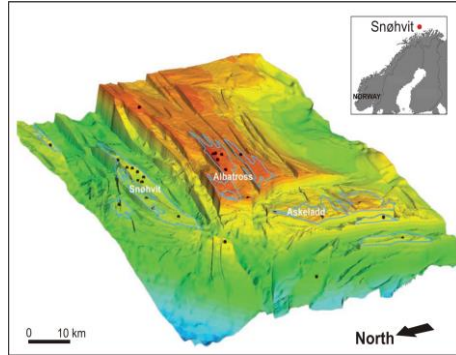 Snøhvit
NORWAY
Snøhvit
Albatross
Askeladd
0 10 km
North